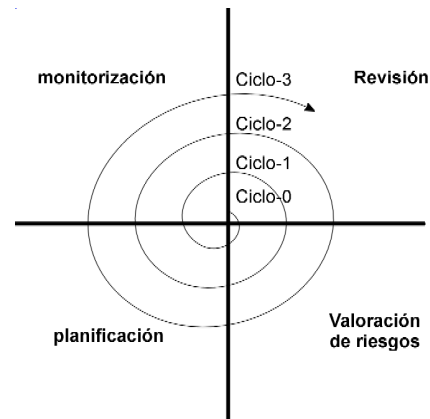 monitorización
Revisión
Ciclo-3
Ciclo-2
Ciclo-1
Ciclo-0
planificación
Valoración
de riesgos